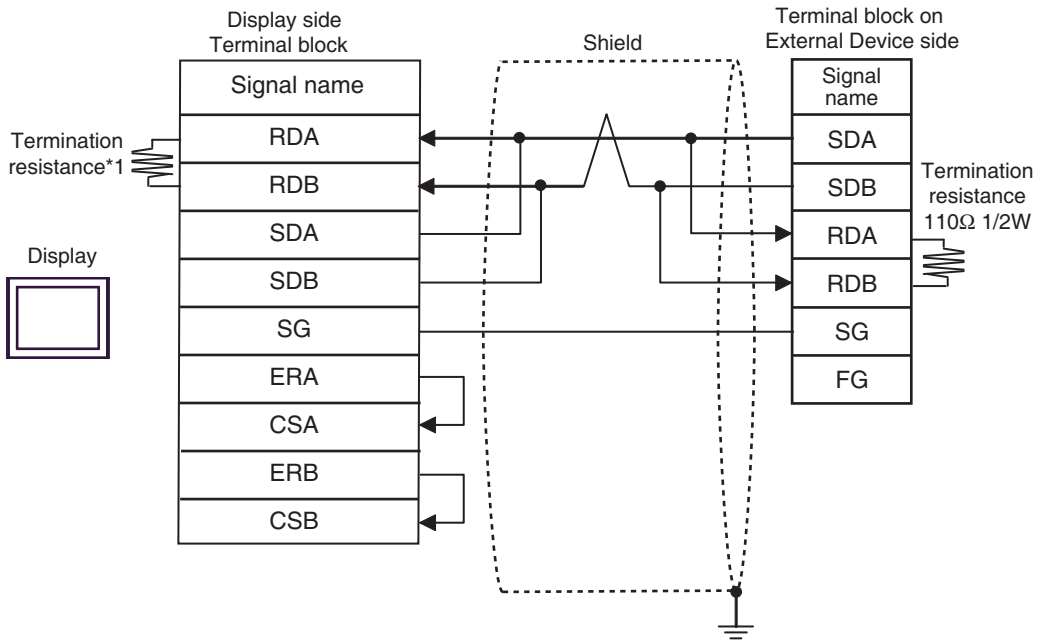 Display side
Terminal block
Shield
Terminal block on
External Device side
Signal name
RDA
RDB
SDA
SDB
SG
ERA
CSA
ERB
CSB
Termination
resistance*1
Display
Signal
name
SDA
SDB
RDA
RDB
SG
FG
Termination
resistance
110Ω 1/2W